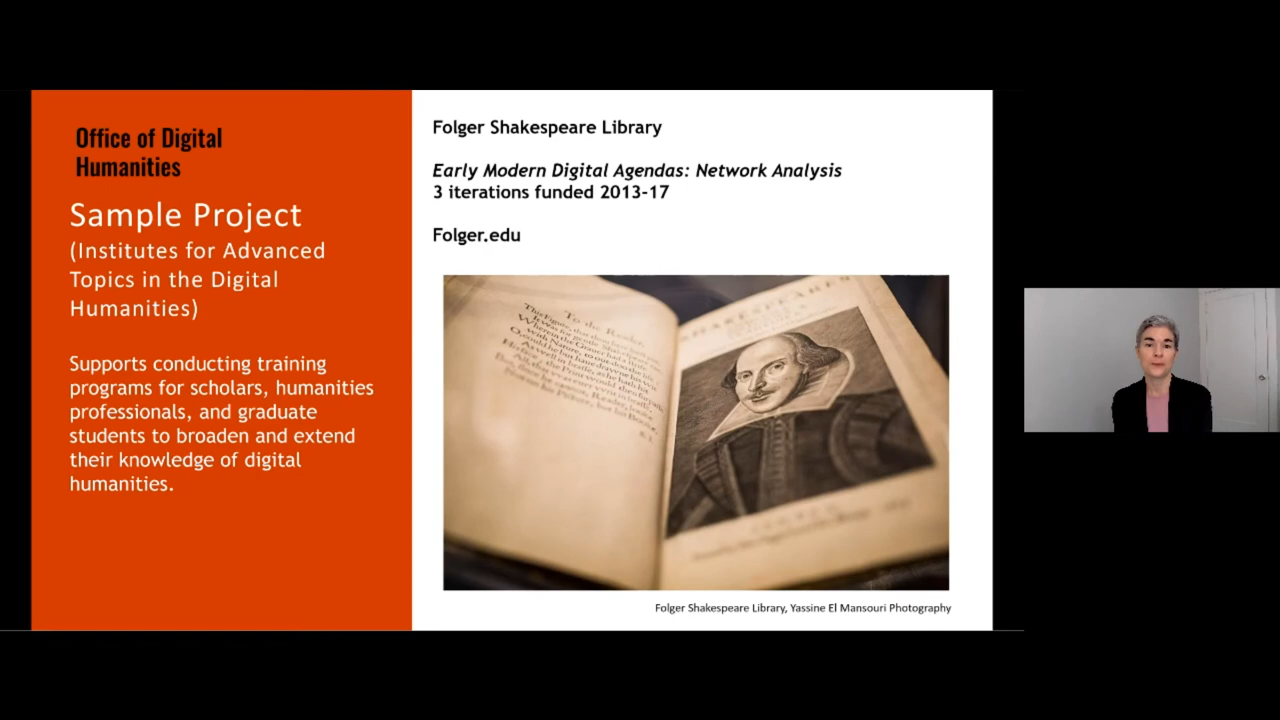 Office of Digital
Humanities
Sample Project
(Institutes for Advanced
Topics in the Digital
Humanities)
Supports conducting training
programs for scholars, humanities
professionals, and graduate
students to broaden and extend
their knowledge of digital
humanities.
Folger Shakespeare Library
Early Modern Digital Agendas: Network Analysis
3 iterations funded 2013-17
Folger.edu
To the Reader.
Folger Shakespeare Library, Yassine El Mansouri Photography